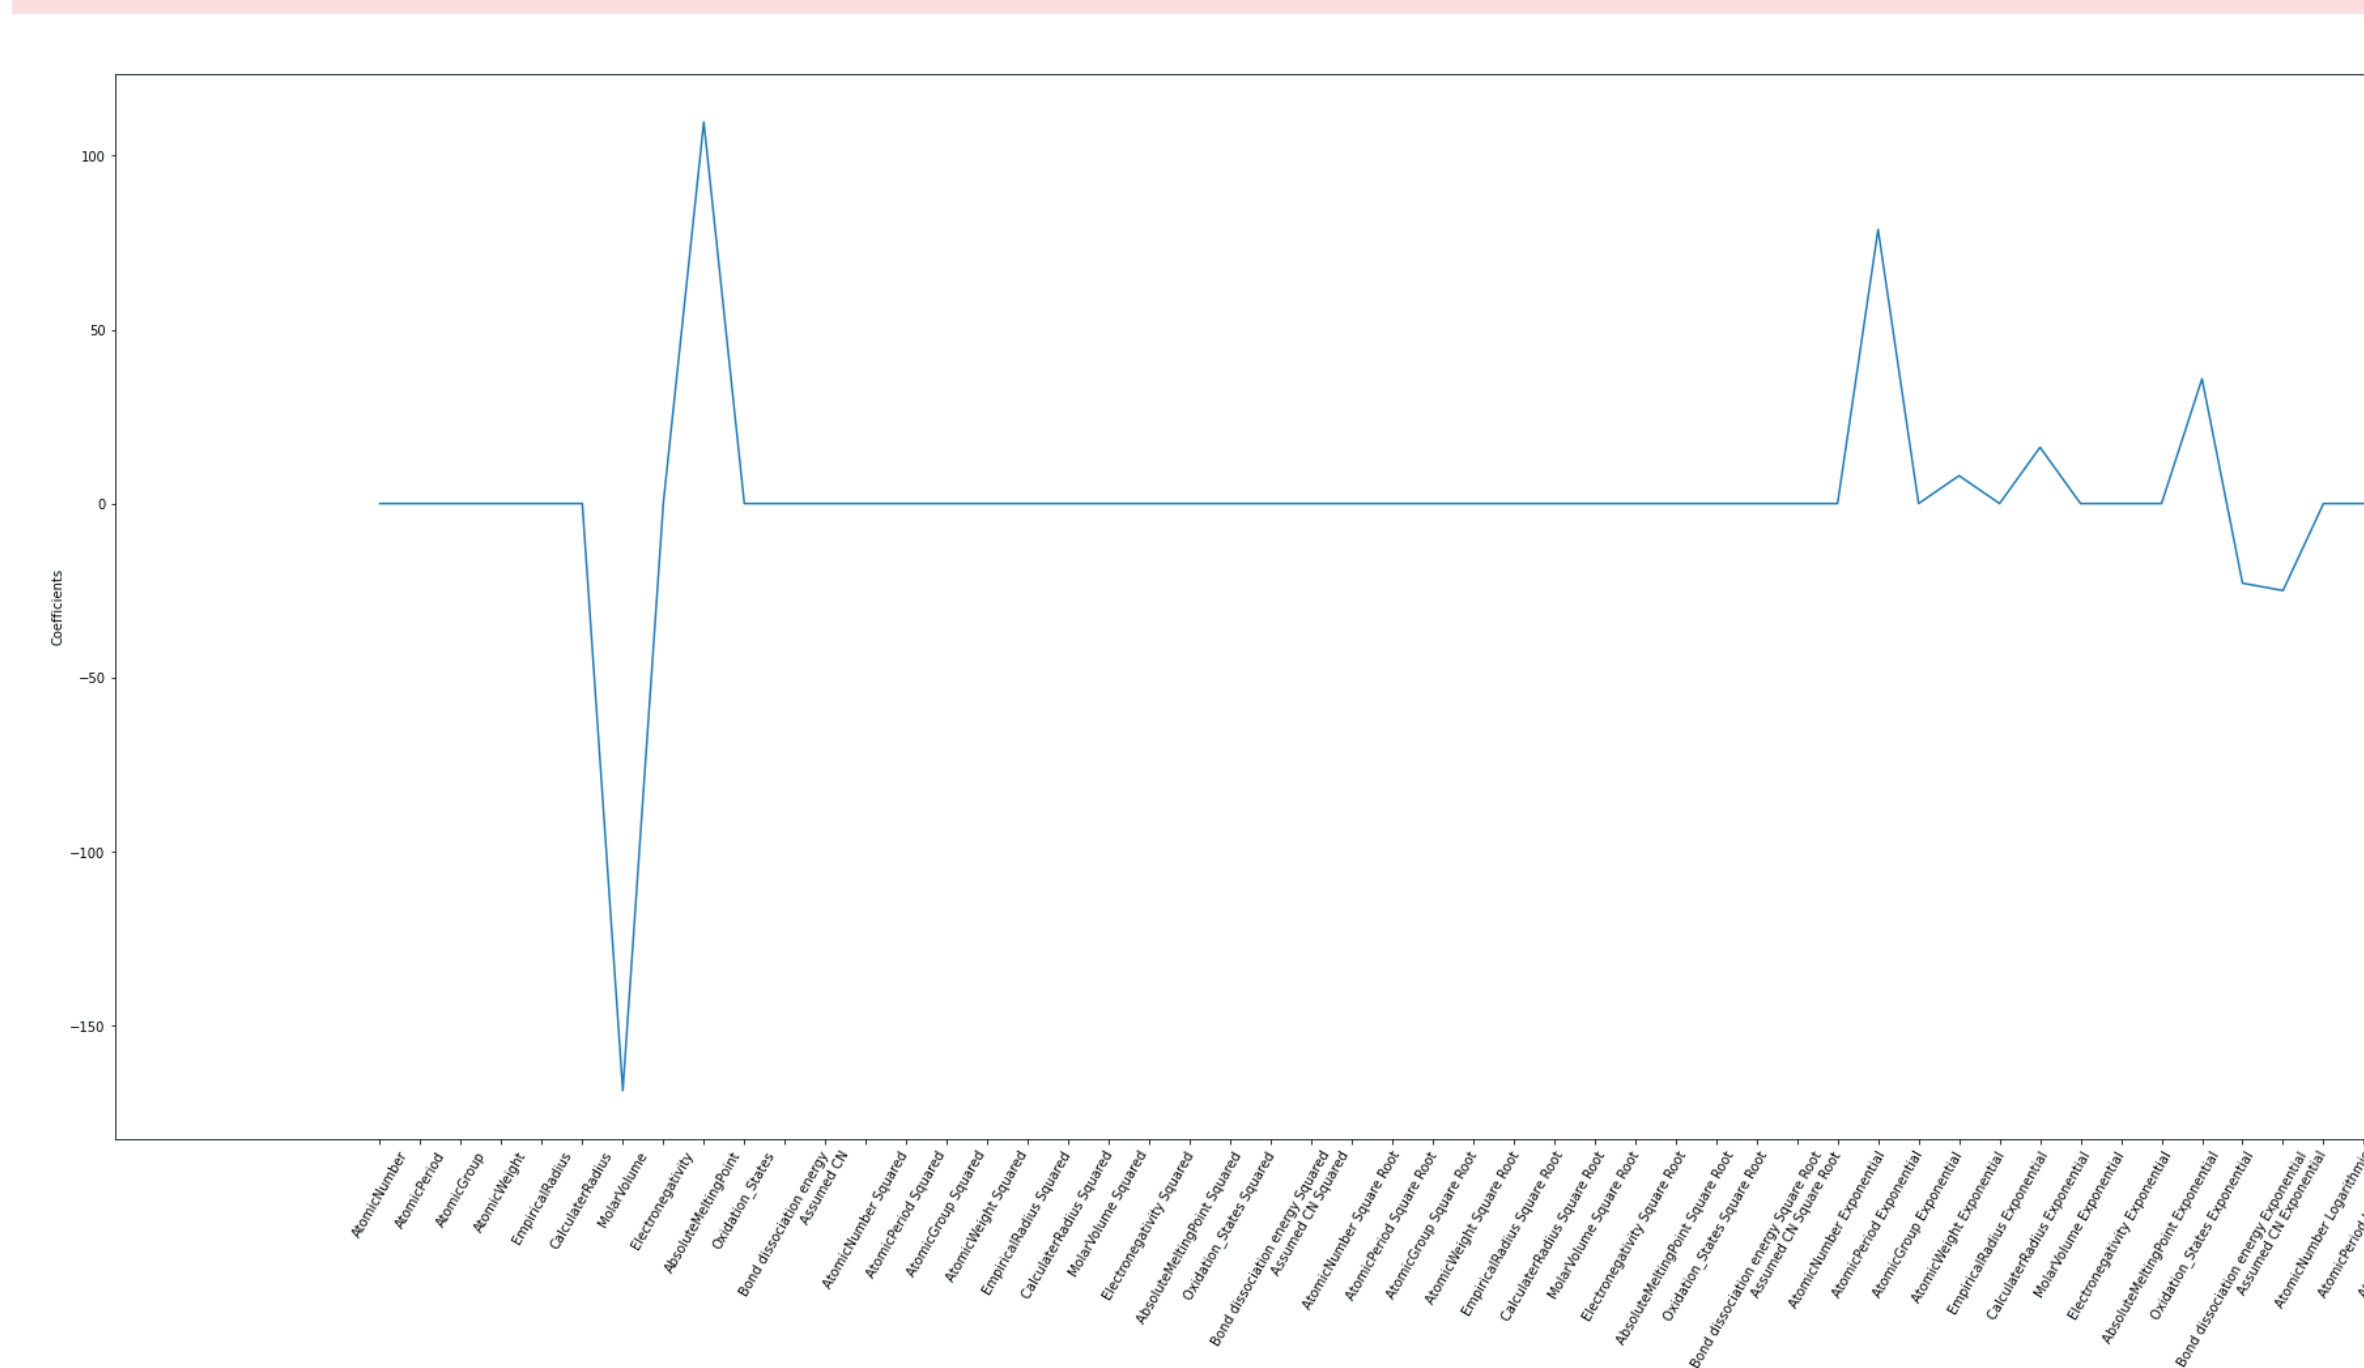 100
50
0
−50
−100
−150
Coefficients
AtomicNumber
AtomicPeriod
AtomicGroup
AtomicWeight
EmpiricalRadius
CalculaterRadius
MolarVolume
Electronegativity
AbsoluteMeltingPoint
Oxidation_States
Bond dissociation energy
Assumed CN
AtomicNumber Squared
AtomicPeriod Squared
AtomicGroup Squared
AtomicWeight Squared
EmpiricalRadius Squared
CalculaterRadius Squared
MolarVolume Squared
Electronegativity Squared
AbsoluteMeltingPoint Squared
Oxidation_States Squared
Bond dissociation energy Squared
Assumed CN Squared
AtomicNumber Square Root
AtomicPeriod Square Root
AtomicGroup Square Root
AtomicWeight Square Root
EmpiricalRadius Square Root
CalculaterRadius Square Root
MolarVolume Square Root
Electronegativity Square Root
AbsoluteMeltingPoint Square Root
Oxidation_States Square Root
Bond dissociation energy Square Root
Assumed CN Square Root
AtomicNumber Exponential
AtomicPeriod Exponential
AtomicGroup Exponential
AtomicWeight Exponential
EmpiricalRadius Exponential
CalculaterRadius Exponential
MolarVolume Exponential
Electronegativity Exponential
AbsoluteMeltingPoint Exponential
Oxidation_States Exponential
Bond dissociation energy Exponential
Assumed CN Exponential
AtomicNumber Logarithmic
AtomicPeriod